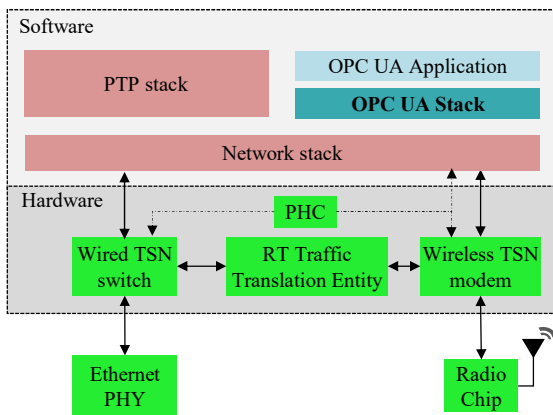 Software
PTP stack
OPC UA Application
OPC UA Stack
Network stack
Hardware
PHC
Wired TSN
switch
RT Traffic
Translation Entity
Wireless TSN
modem
Ethernet
PHY
Radio
Chip